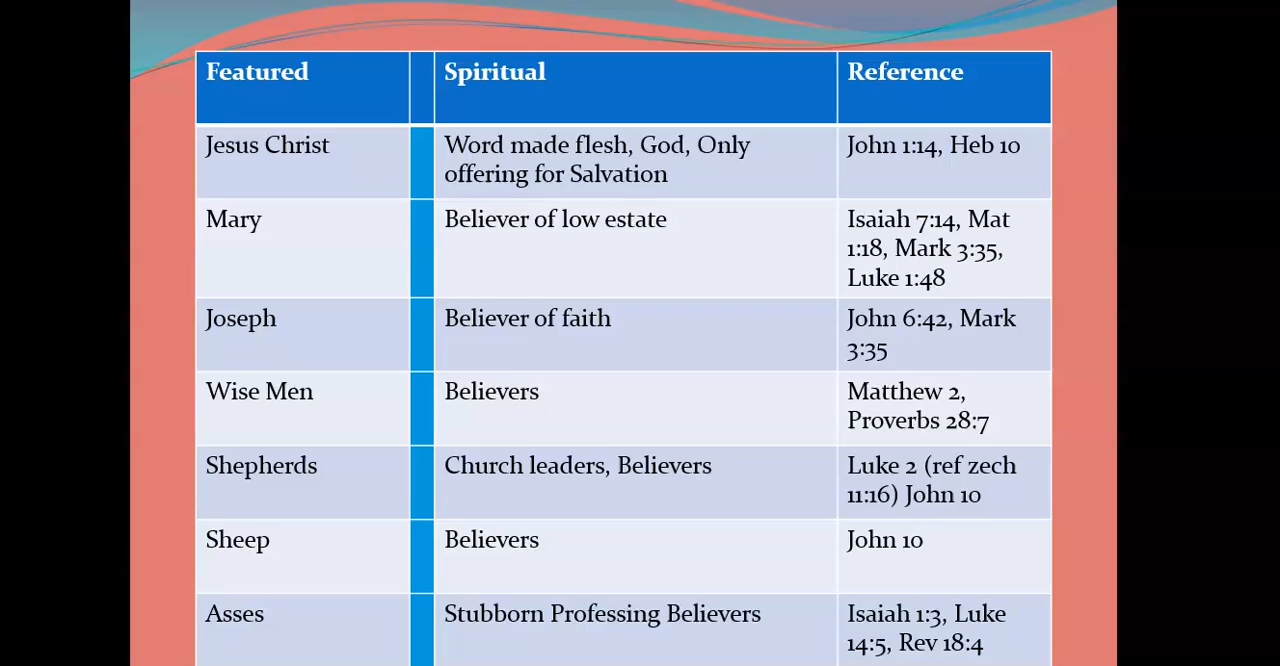 Featured Spiritual Reference
Jesus Christ Word made flesh, God, Only John 1:14, Heb 10
offering for Salvation
Mary Believer of low estate Isaiah 7:14, Mat
1:18, Mark 3:35,
Luke 1:48
Joseph Believer of faith John 6:42, Mark
3:35
Wise Men Believers Matthew 2,
Proverbs 28:7
Shepherds Church leaders, Believers Luke 2 (ref zech
11:16) John 10
Sheep Believers John 10
Asses Stubborn Professing Believers Isaiah 1:3, Luke
14:5, Rev 18:4